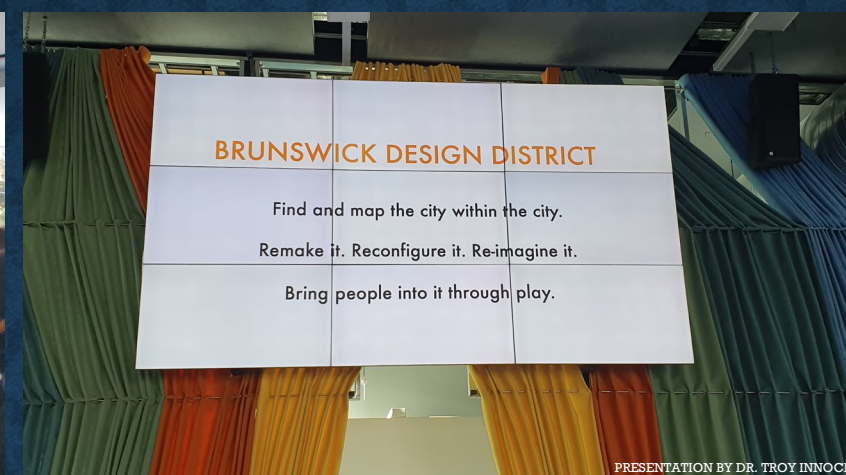 BRUNSWICK DESIGN DISTRICT
Find and map the city within the city.
Remake it. Reconfigure it. Re-imagine it.
Bring people into it through play.
PRESENTATION BY DR. TROY